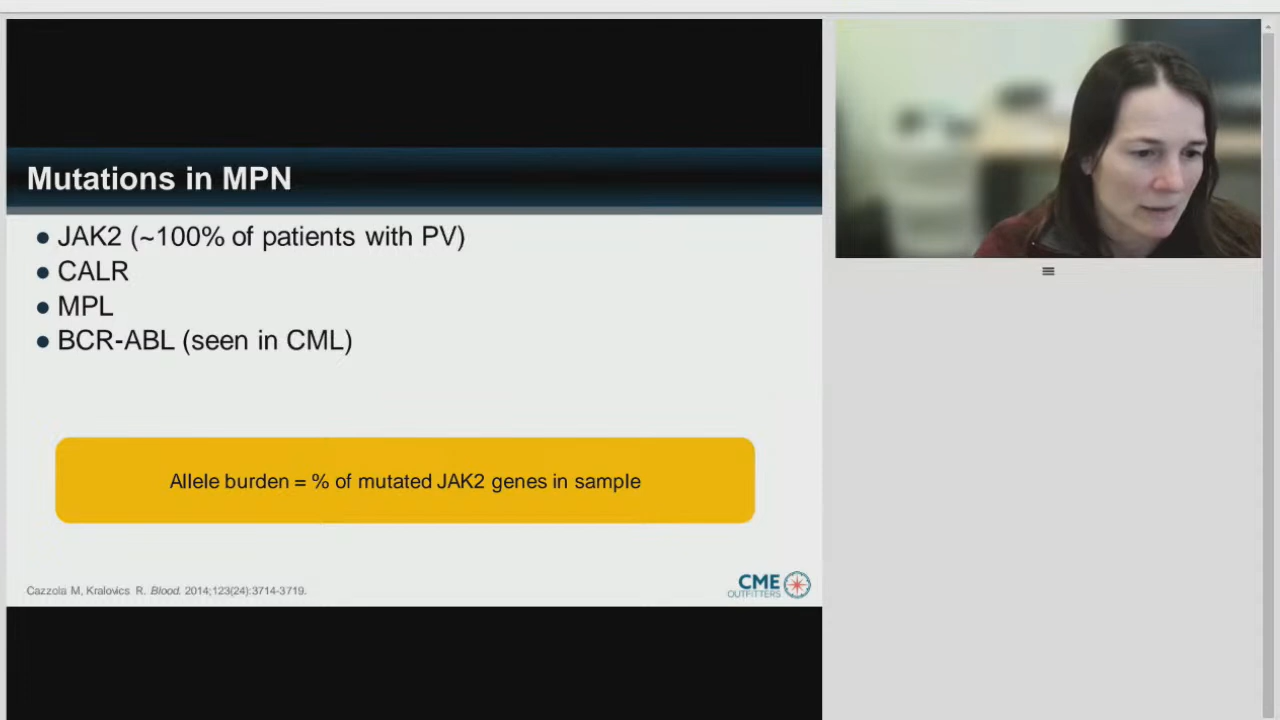 Mutations in MPN
● JAK2 (~100% of patients with PV)
● CALR
● MPL
● BCR-ABL (seen in CML)
Allele burden = % of mutated JAK2 genes in sample
Cazzola M, Kralovics R. Blood. 2014;123(24):3714-3719.
CME
OUTFITTERS